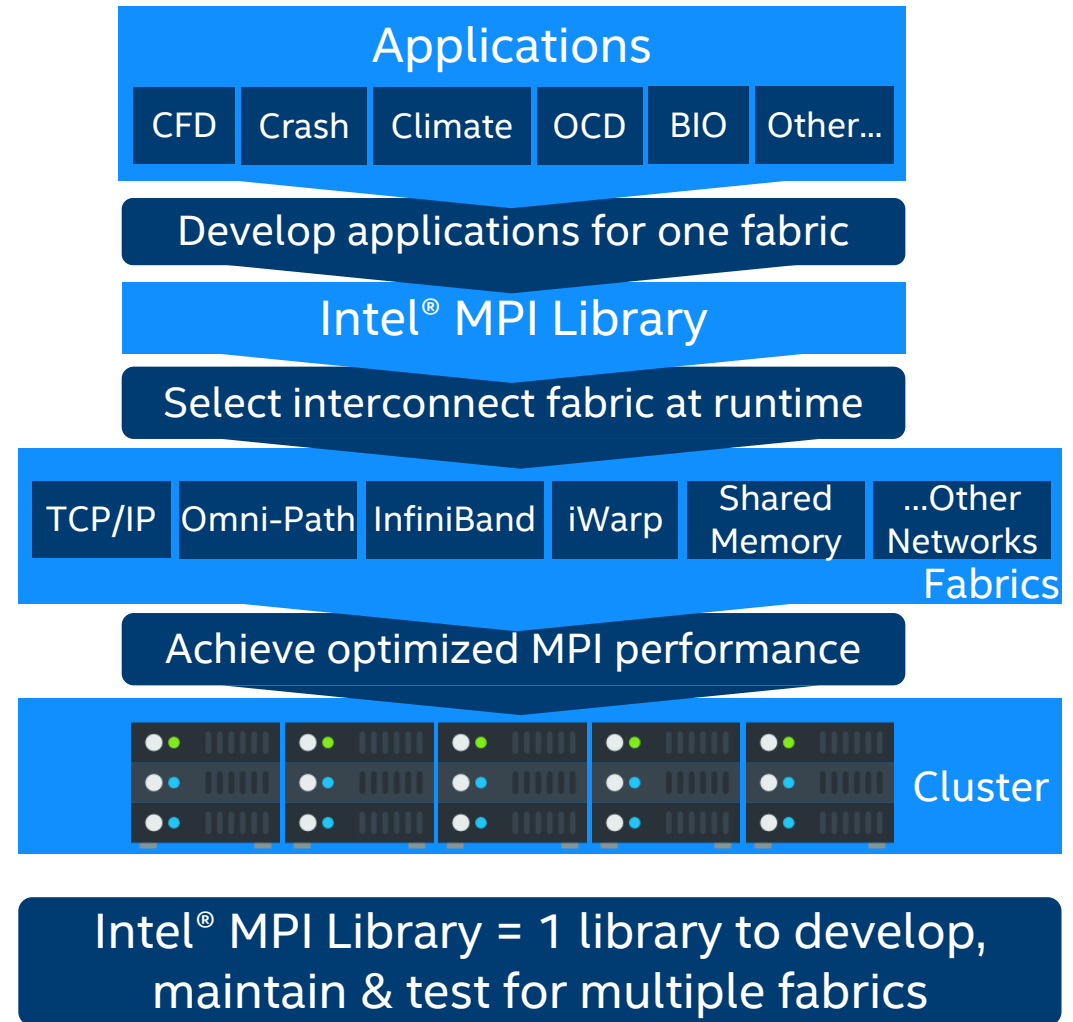 Applications
CFD
Crash
Climate
OCD
BIO
Other...
Develop applications for one fabric
Intel® MPI Library
Select interconnect fabric at runtime
TCP/IP
Omni-Path
InfiniBand
iWarp
Shared
Memory
...Other
Networks
Fabrics
Achieve optimized MPI performance
Cluster
Intel® MPI Library = 1 library to develop,
maintain & test for multiple fabrics